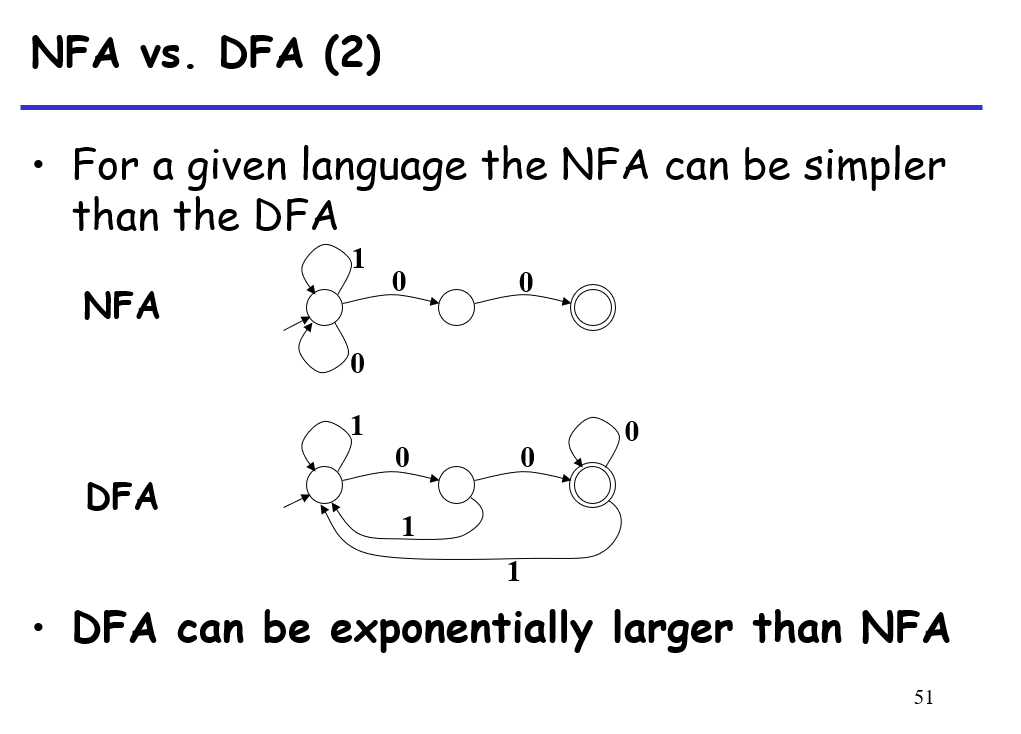 NFA vs. DFA (2)
• For a given language the NFA can be simpler
than the DFA
1
0 0
NFA
0
1 0
0 0
DFA
1
1
• DFA can be exponentially larger than NFA
51